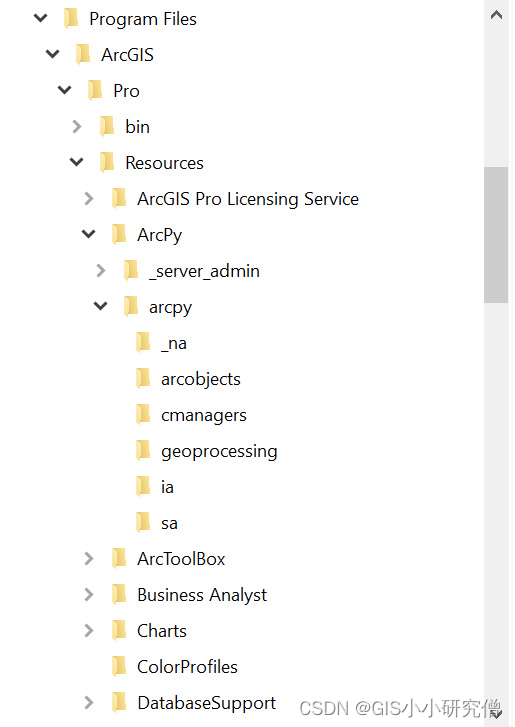 Program Files
ArcGIS
Pro
bin
Resources
ArcGIS Pro Licensing Service
ArcPy
_server_admin
arcpy
_na
arcobjects
cmanagers
geoprocessing
ia
sa
ArcToolBox
Business Analyst
Charts
ColorProfiles
DatabaseSupport
CSDN @GIS小小研究僧